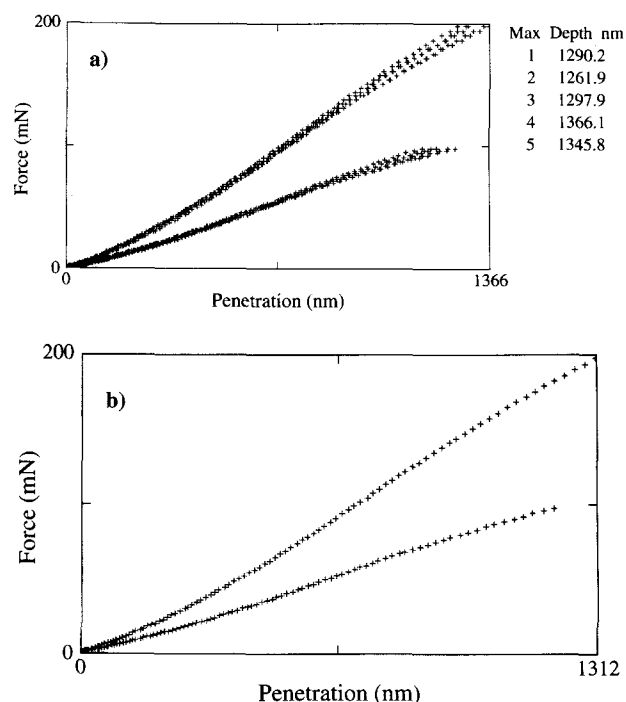 a)
Force (mN)
200
0
0
1366
Penetration (nm)
Max Depth nm
1 1290.2
2 1261.9
3 1297.9
4 1366.1
5 1345.8
b)
Force (mN)
200
0
0
1312
Penetration (nm)